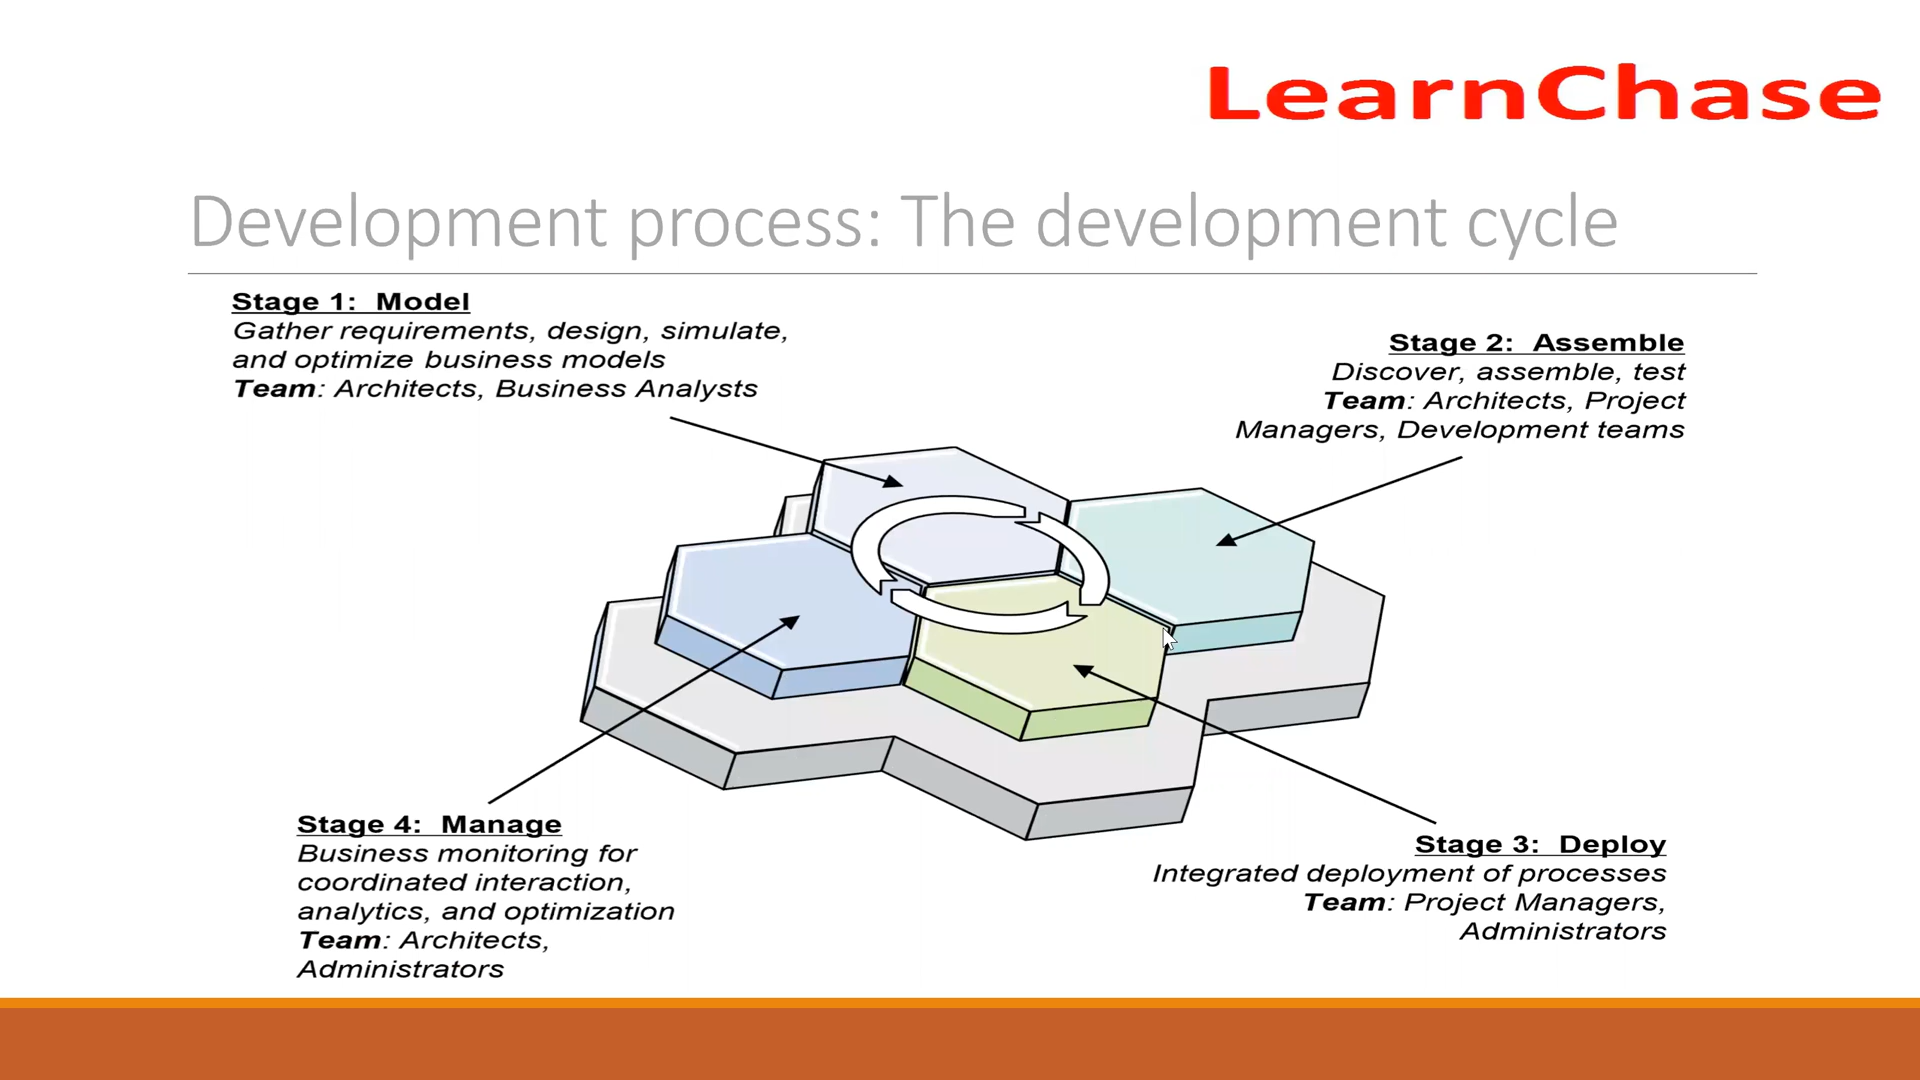 LearnChase
Development process: The development cycle
Stage 1: Model
Gather requirements, design, simulate,
and optimize business models
Team: Architects, Business Analysts
Stage 2: Assemble
Discover, assemble, test
Team: Architects, Project
Managers, Development teams
Stage 4: Manage
Business monitoring for
coordinated interaction,
analytics, and optimization
Team: Architects,
Administrators
Stage 3: Deploy
Integrated deployment of processes
Team: Project Managers,
Administrators